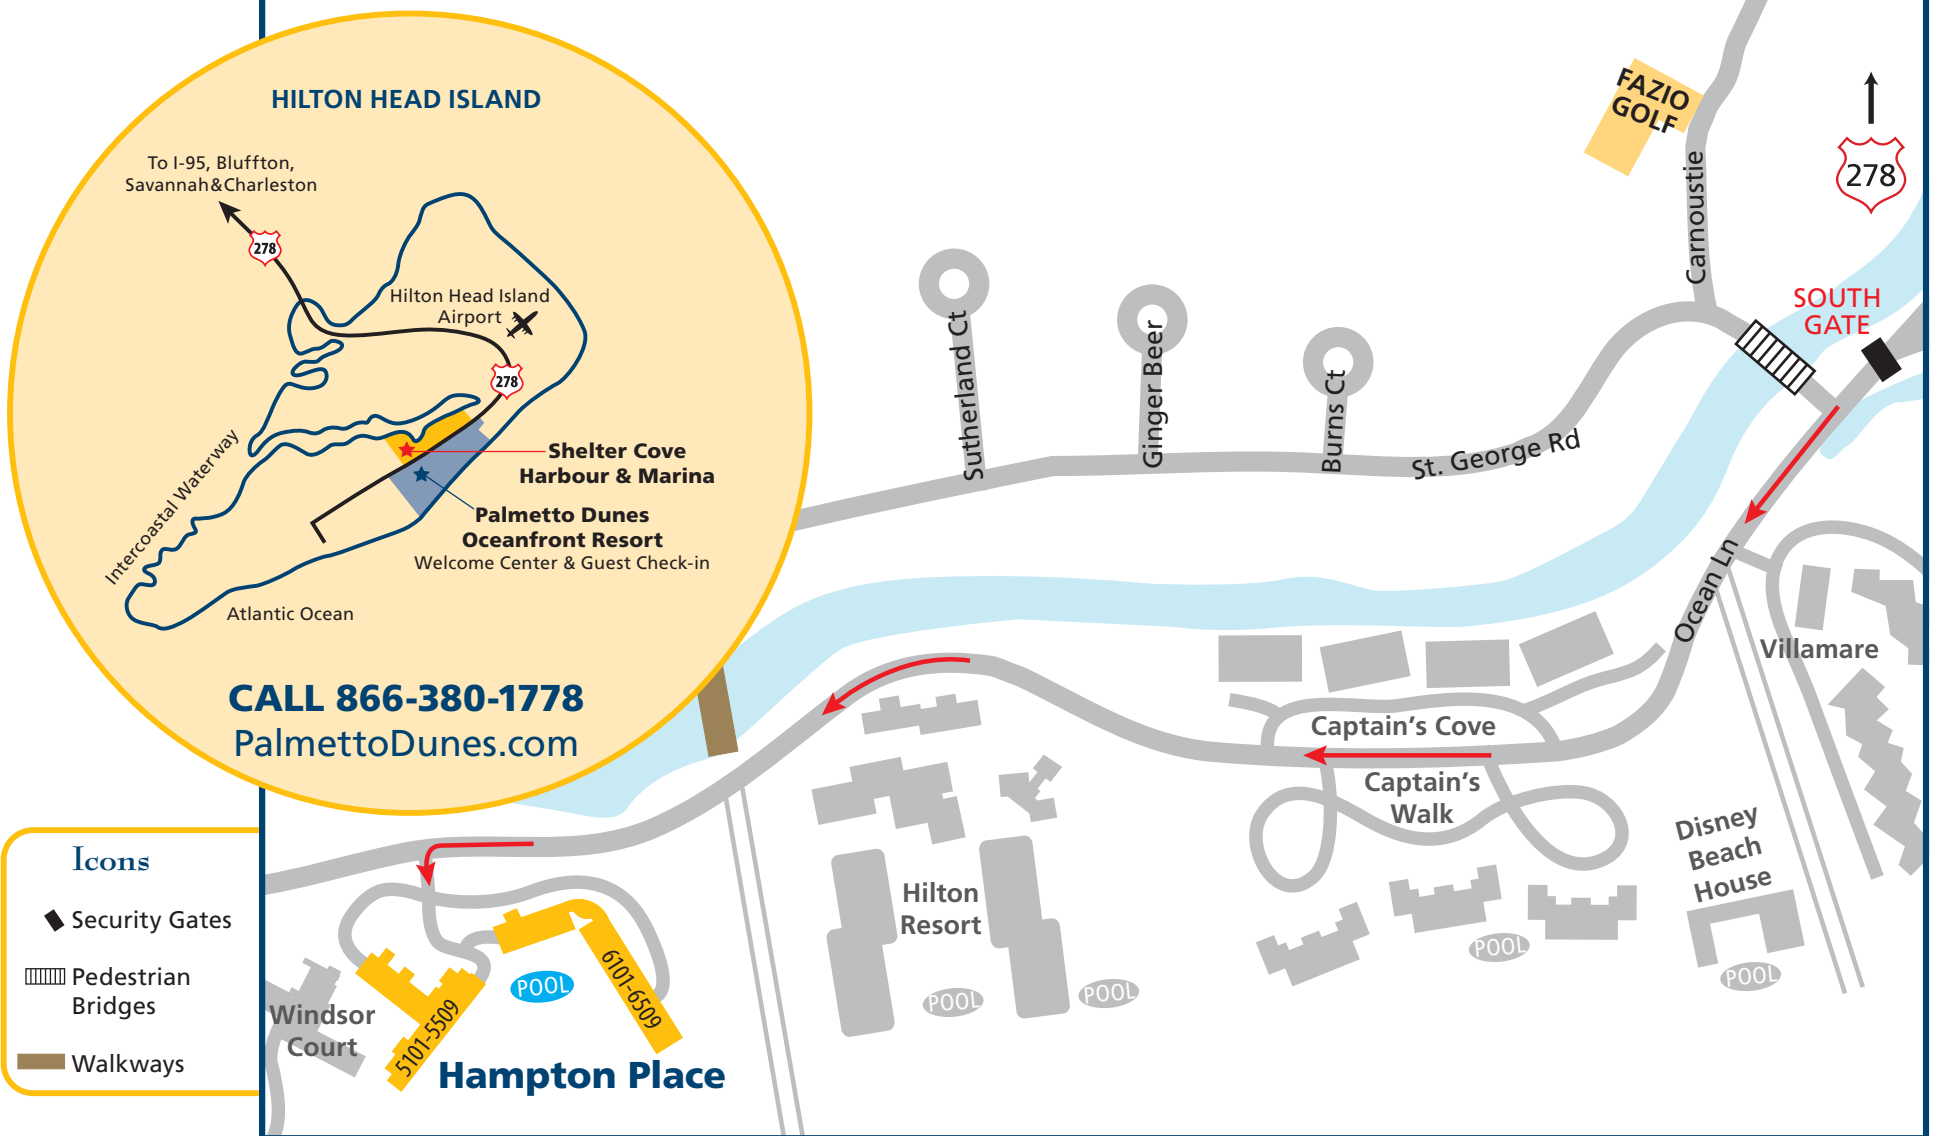 HILTON HEAD ISLAND
To I-95, Bluffton,
Savannah&Charleston
278
Hilton Head Island
Airport
278
Shelter Cove
Harbour & Marina
Palmetto Dunes
Oceanfront Resort
Welcome Center & Guest Check-in
Intercoastal Waterway
Atlantic Ocean
CALL 866-380-1778
PalmettoDunes.com
FAZIO
GOLF
278
Carnoustie
SOUTH
GATE
Sutherland Ct
Ginger Beer
Burns Ct
St. George Rd
Ocean Ln
Villamare
Captain's Cove
Captain's
Walk
Disney
Beach
House
POOL
POOL
Hilton
Resort
POOL
POOL
Icons
Security Gates
Pedestrian
Bridges
Walkways
Windsor
Court
5101-5509
POOL
6101-6509
Hampton Place